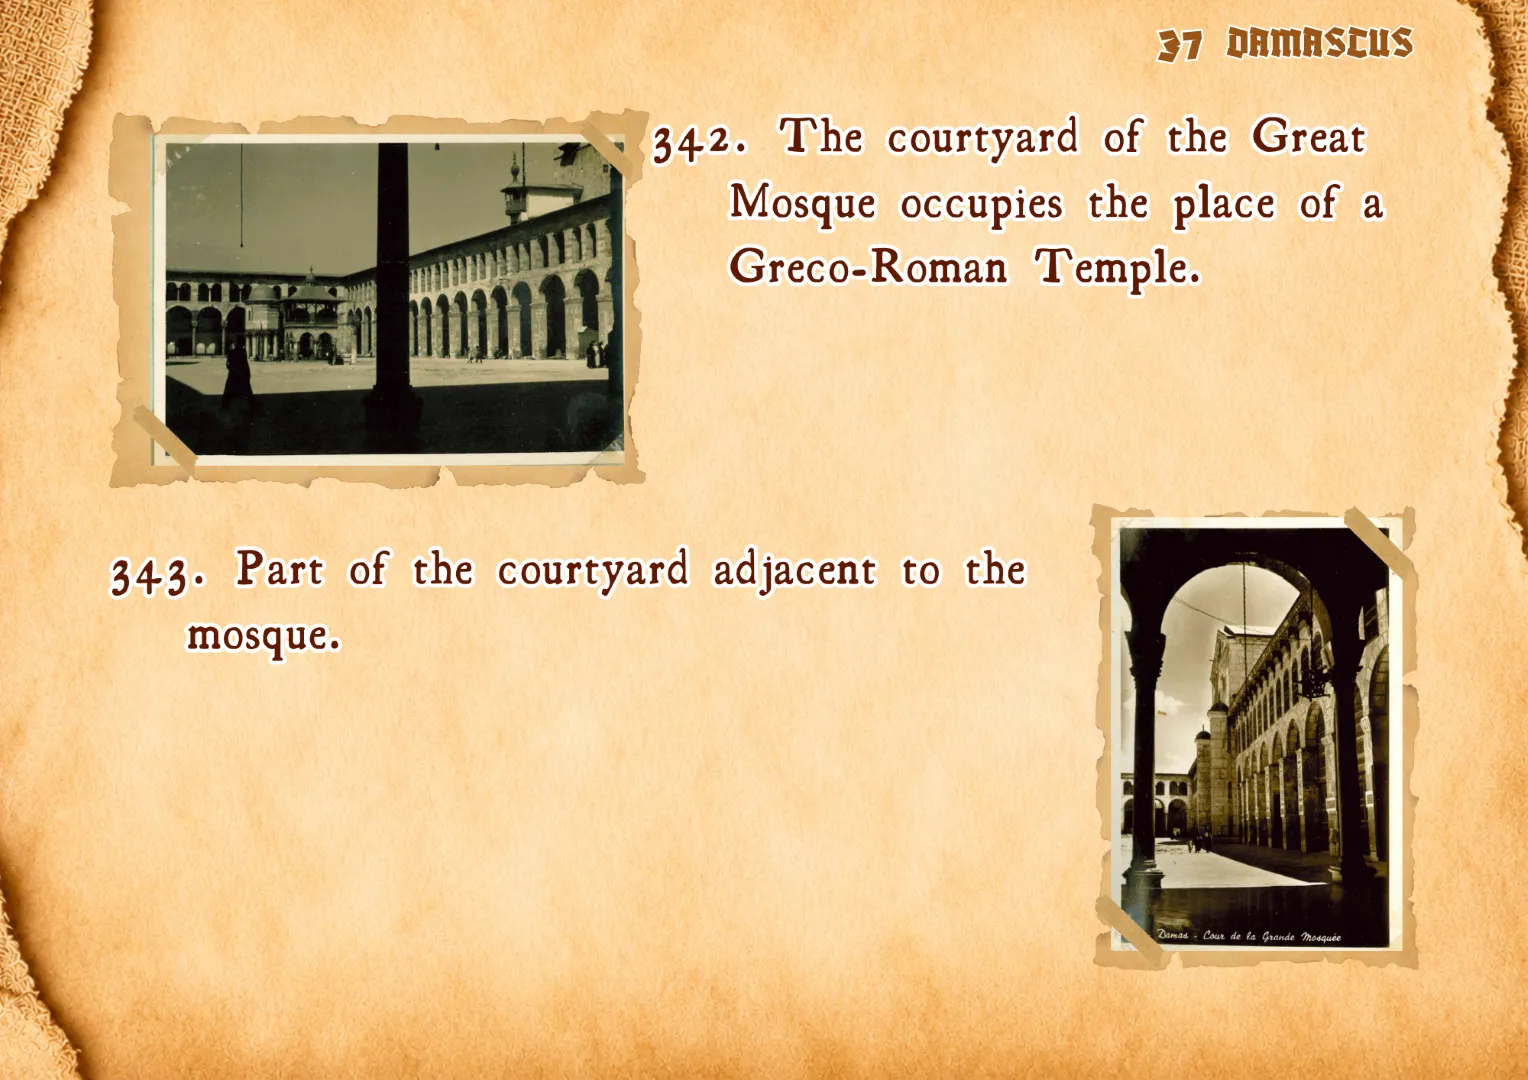 37 DAMASCUS
342. The courtyard of the Great
Mosque occupies the place of a
Greco-Roman Temple.
343. Part of the courtyard adjacent to the
mosque.
Damas - Cour de la Grande Mosquée